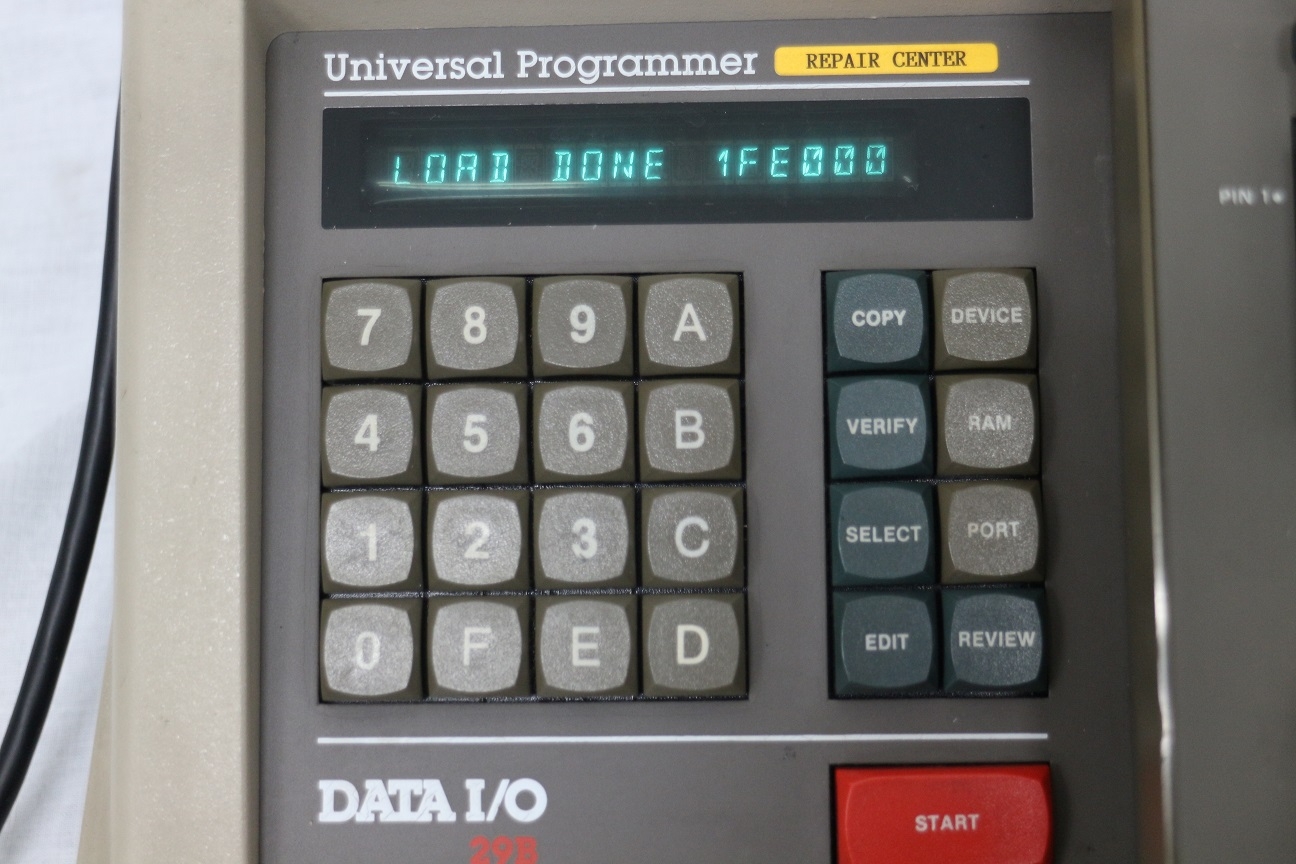 Universal Programmer REPAIR CENTER
LOAD DONE 1FE000
PIN 1
7 8 9 A COPY DEVICE
4 5 6 B VERIFY RAM
1 2 3 C SELECT PORT
0 F E D EDIT REVIEW
DATA I/O
START
29B